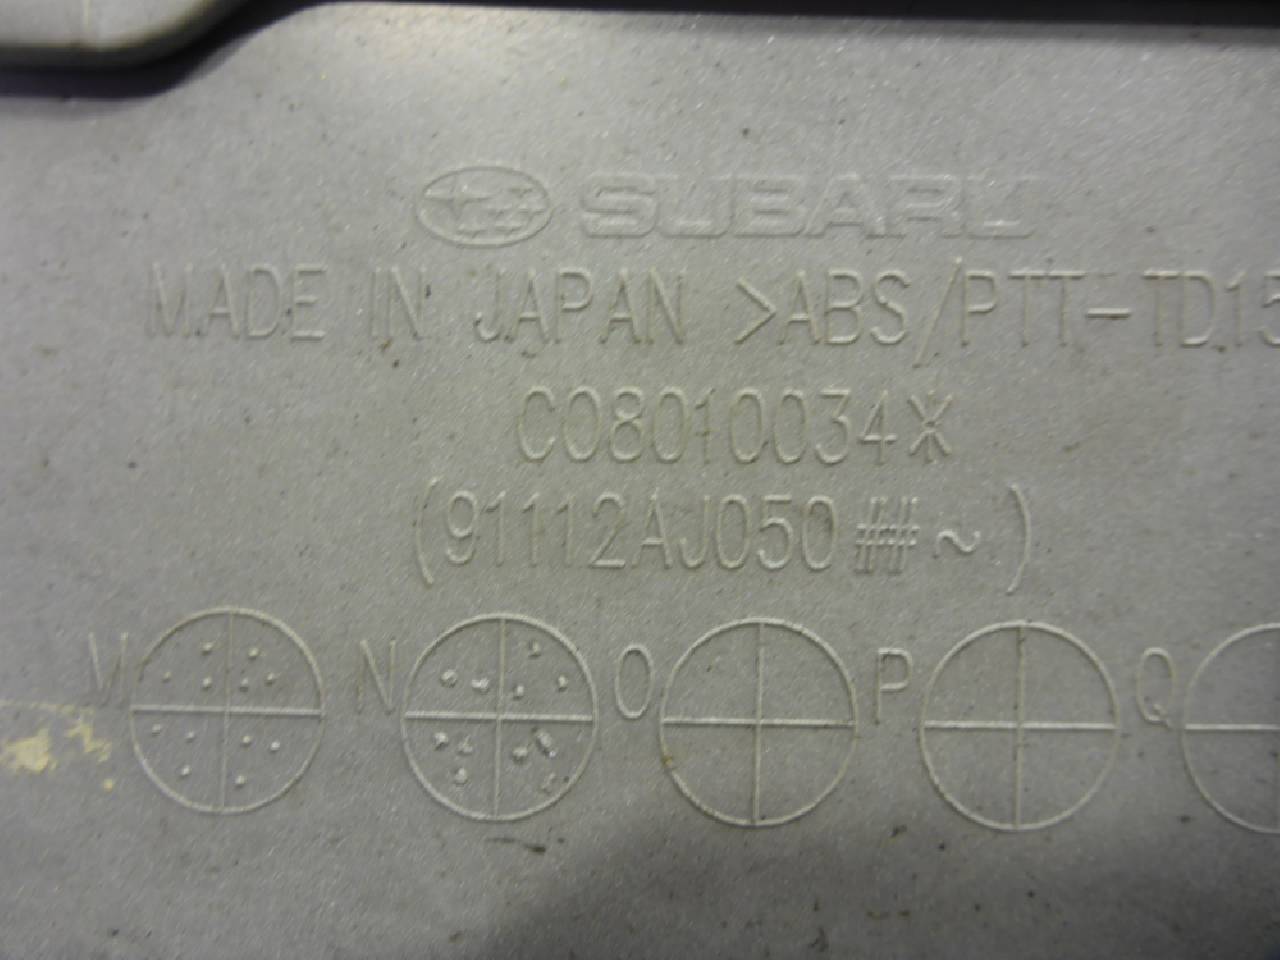 SUBARU
MADE IN JAPAN >ABS/PTT-TD15
C08010034*
(91112AJ050##~)
M N O P Q